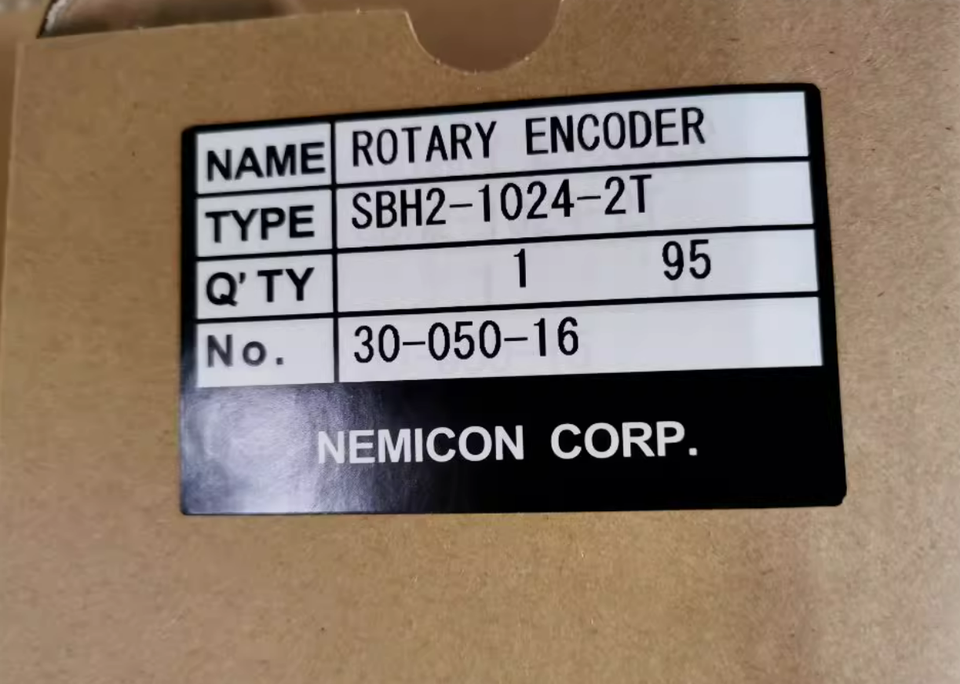 NAME ROTARY ENCODER
TYPE SBH2-1024-2T
Q'TY 1 95
No. 30-050-16
NEMICON CORP.